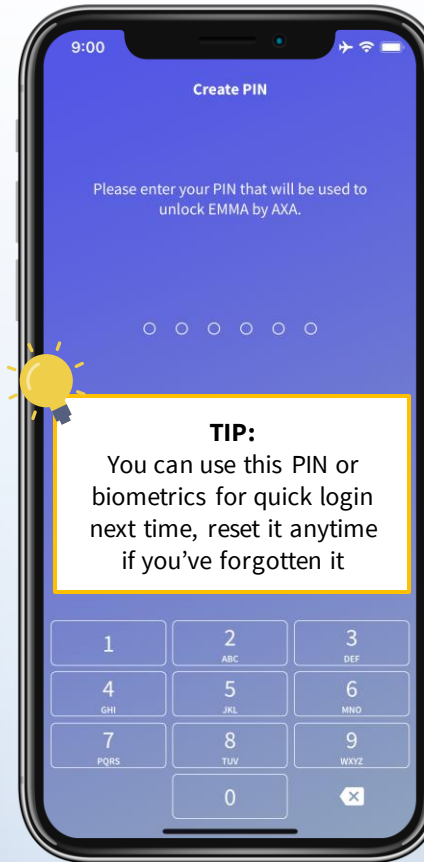 9:00
Create PIN
Please enter your PIN that will be used to
unlock EMMA by AXA.
TIP:
You can use this PIN or
biometrics for quick login
next time, reset it anytime
if you’ve forgotten it
1 2 3
ABC DEF
4 5 6
GHI JKL MNO
7 8 9
PQRS TUV WXYZ
0